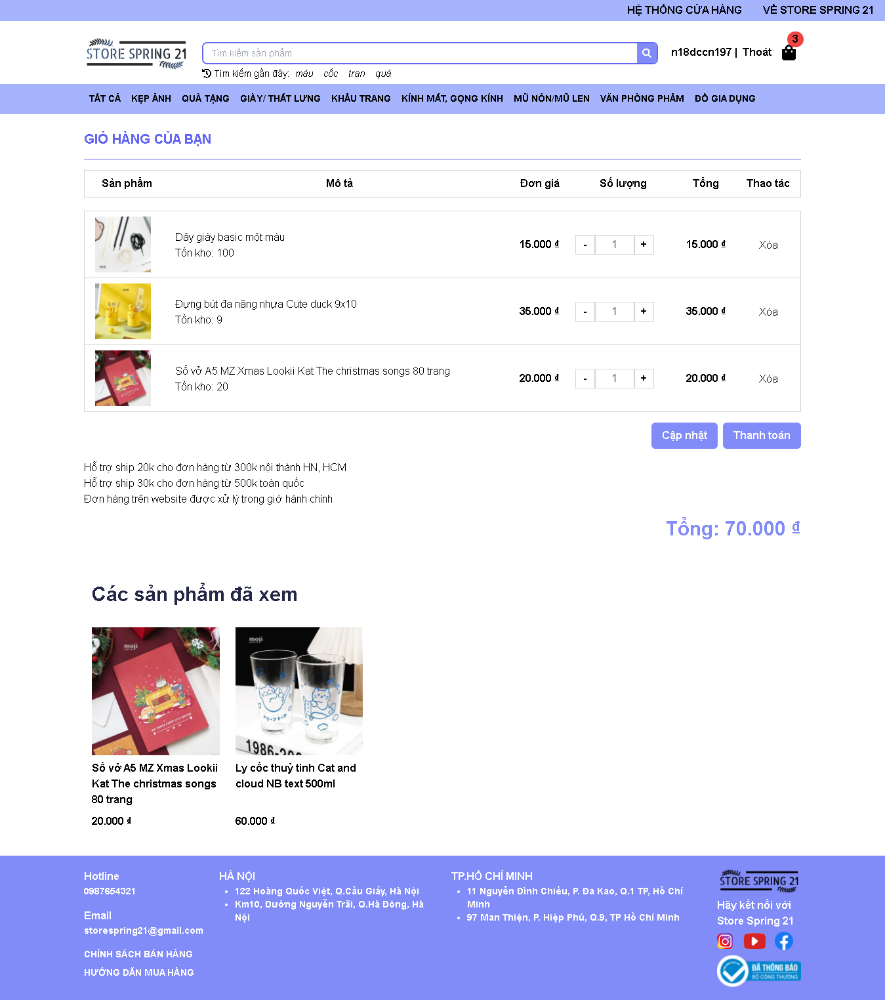 HỆ THỐNG CỬA HÀNG VỀ STORE SPRING 21
STORE SPRING 21
Tìm kiếm sản phẩm
n18dccn197 | Thoát
3
Tìm kiếm gần đây: màu cốc tran quà
TẤT CẢ KẸP ẢNH QUÀ TẶNG GIÀY/ THẮT LƯNG KHẨU TRANG KÍNH MẮT, GỌNG KÍNH MŨ NÓN/MŨ LEN VĂN PHÒNG PHẨM ĐỒ GIA DỤNG
GIỎ HÀNG CỦA BẠN
Sản phẩm Mô tả Đơn giá Số lượng Tổng Thao tác
Dây giày basic một màu
Tồn kho: 100
15.000 ₫ - 1 + 15.000 ₫ Xóa
Đựng bút đa năng nhựa Cute duck 9x10
Tồn kho: 9
35.000 ₫ - 1 + 35.000 ₫ Xóa
Sổ vở A5 MZ Xmas Lookii Kat The christmas songs 80 trang
Tồn kho: 20
20.000 ₫ - 1 + 20.000 ₫ Xóa
Cập nhật Thanh toán
Hỗ trợ ship 20k cho đơn hàng từ 300k nội thành HN, HCM
Hỗ trợ ship 30k cho đơn hàng từ 500k toàn quốc
Đơn hàng trên website được xử lý trong giờ hành chính
Tổng: 70.000 ₫
Các sản phẩm đã xem
moji
moji
1986-200
Sổ vở A5 MZ Xmas Lookii
Kat The christmas songs
80 trang
20.000 ₫
Ly cốc thuỷ tinh Cat and
cloud NB text 500ml
60.000 ₫
Hotline
0987654321
Email
storespring21@gmail.com
CHÍNH SÁCH BÁN HÀNG
HƯỚNG DẪN MUA HÀNG
HÀ NỘI
122 Hoàng Quốc Việt, Q.Cầu Giấy, Hà Nội
Km10, Đường Nguyễn Trãi, Q.Hà Đông, Hà
Nội
TP.HỒ CHÍ MINH
11 Nguyễn Đình Chiểu, P. Đa Kao, Q.1 TP, Hồ Chí
Minh
97 Man Thiện, P. Hiệp Phú, Q.9, TP Hồ Chí Minh
STORE SPRING 21
Hãy kết nối với
Store Spring 21
ĐÃ THÔNG BÁO
BỘ CÔNG THƯƠNG